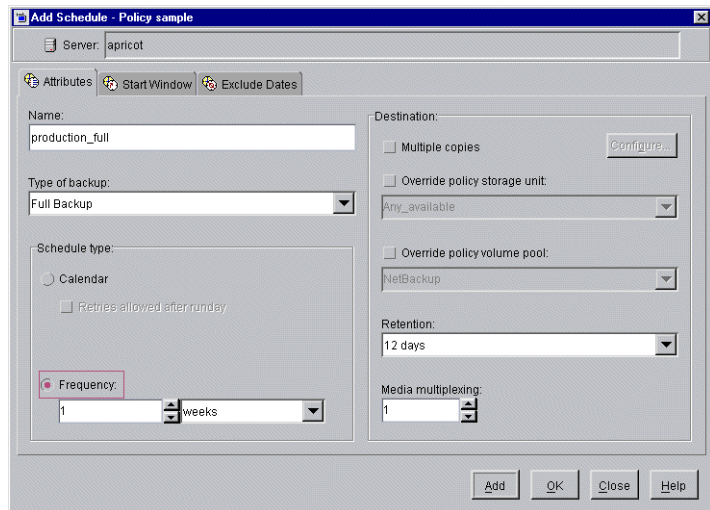 Add Schedule - Policy sample
Server: apricot
Attributes Start Window Exclude Dates
Name:
production_full
Type of backup:
Full Backup
Schedule type:
Calendar
Retries allowed after runday
Frequency:
1 weeks
Destination:
Multiple copies Configure...
Override policy storage unit:
Any_available
Override policy volume pool:
NetBackup
Retention:
12 days
Media multiplexing:
1
Add OK Close Help